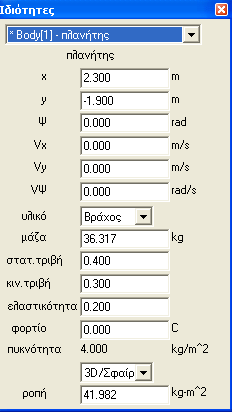 Ιδιότητες
* Body[1] - πλανήτης
πλανήτης
x 2.300 m
y -1.900 m
Ψ 0.000 rad
Vx 0.000 m/s
Vy 0.000 m/s
VΨ 0.000 rad/s
υλικό Βράχος
μάζα 36.317 kg
στατ.τριβή 0.400
κιν.τριβή 0.300
ελαστικότητα 0.200
φορτίο 0.000 C
πυκνότητα 4.000 kg/m^2
3D/Σφαίρ
ροπή 41.982 kg-m^2